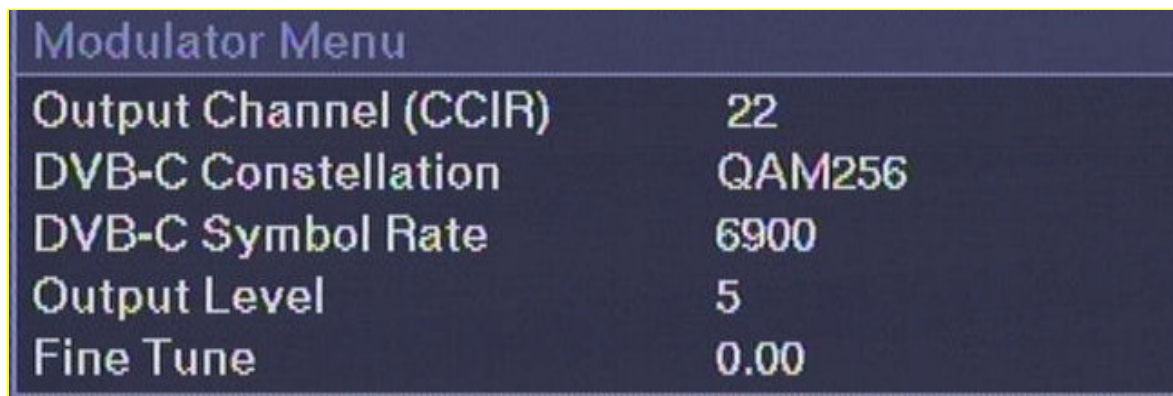 Modulator Menu
Output Channel (CCIR) 22
DVB-C Constellation QAM256
DVB-C Symbol Rate 6900
Output Level 5
Fine Tune 0.00